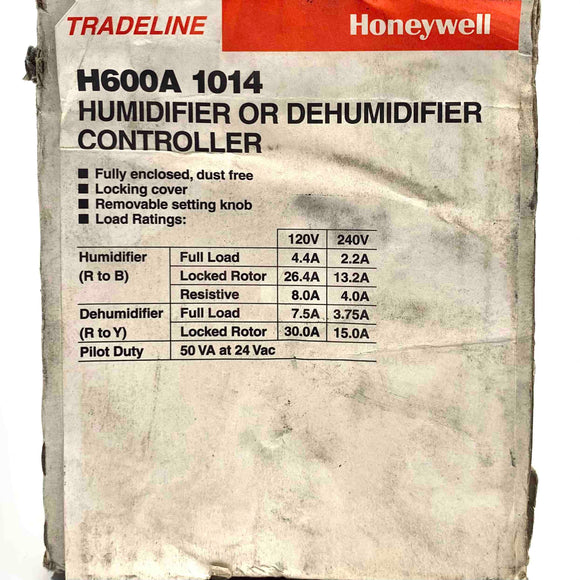 TRADELINE Honeywell
H600A 1014
HUMIDIFIER OR DEHUMIDIFIER
CONTROLLER
■ Fully enclosed, dust free
■ Locking cover
■ Removable setting knob
■ Load Ratings:
120V 240V
Humidifier Full Load 4.4A 2.2A
(R to B) Locked Rotor 26.4A 13.2A
Resistive 8.0A 4.0A
Dehumidifier Full Load 7.5A 3.75A
(R to Y) Locked Rotor 30.0A 15.0A
Pilot Duty 50 VA at 24 Vac